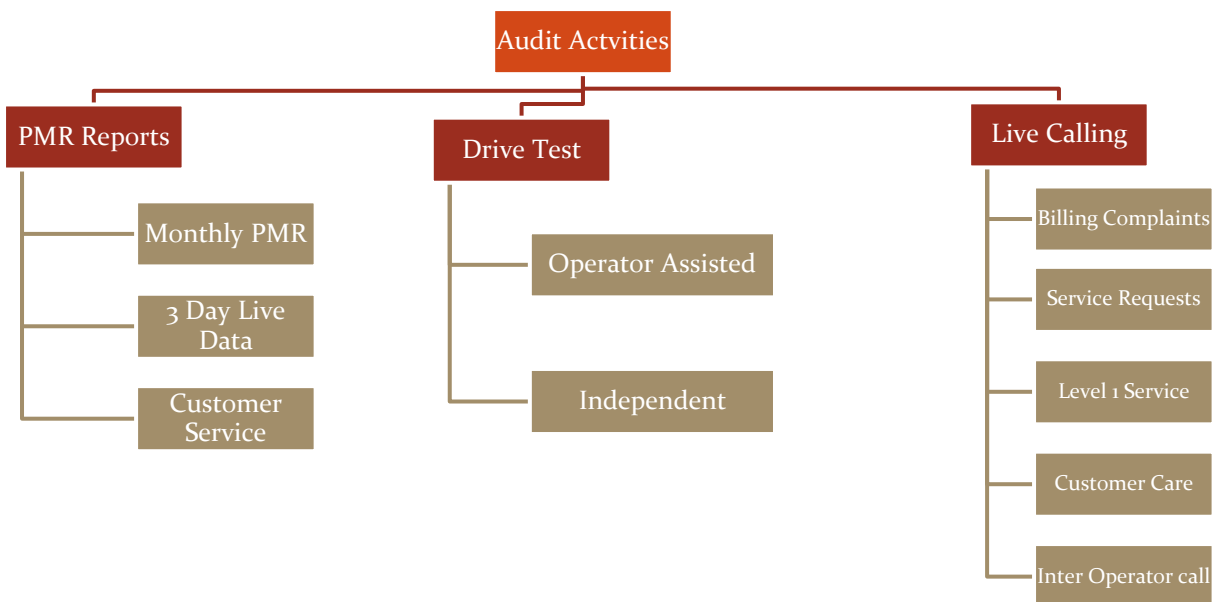 Audit Actvities
PMR Reports
Monthly PMR
3 Day Live
Data
Customer
Service
Drive Test
Operator Assisted
Independent
Live Calling
Billing Complaints
Service Requests
Level 1 Service
Customer Care
Inter Operator call